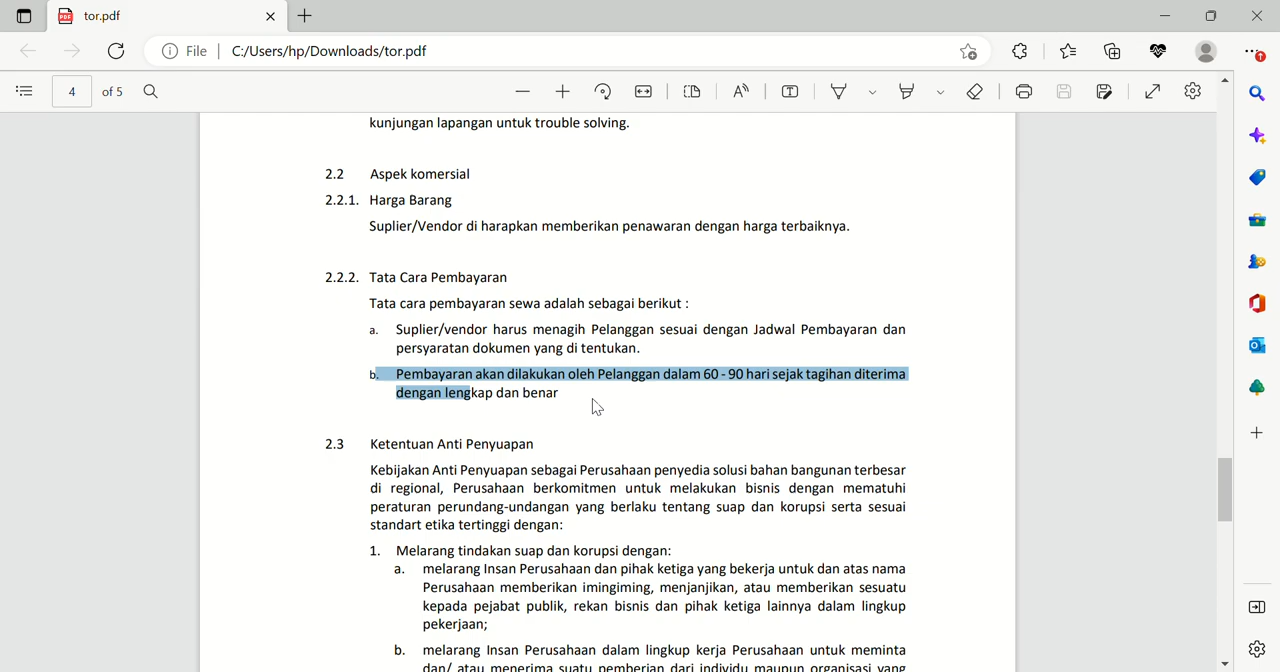 tor.pdf
File
C:/Users/hp/Downloads/tor.pdf
4 of 5
kunjungan lapangan untuk trouble solving.
2.2 Aspek komersial
2.2.1. Harga Barang
Suplier/Vendor di harapkan memberikan penawaran dengan harga terbaiknya.
2.2.2. Tata Cara Pembayaran
Tata cara pembayaran sewa adalah sebagai berikut :
a. Suplier/vendor harus menagih Pelanggan sesuai dengan Jadwal Pembayaran dan
persyaratan dokumen yang di tentukan.
b. Pembayaran akan dilakukan oleh Pelanggan dalam 60 - 90 hari sejak tagihan diterima
dengan lengkap dan benar
2.3 Ketentuan Anti Penyuapan
Kebijakan Anti Penyuapan sebagai Perusahaan penyedia solusi bahan bangunan terbesar
di regional, Perusahaan berkomitmen untuk melakukan bisnis dengan mematuhi
peraturan perundang-undangan yang berlaku tentang suap dan korupsi serta sesuai
standart etika tertinggi dengan:
1. Melarang tindakan suap dan korupsi dengan:
a. melarang Insan Perusahaan dan pihak ketiga yang bekerja untuk dan atas nama
Perusahaan memberikan imingiming, menjanjikan, atau memberikan sesuatu
kepada pejabat publik, rekan bisnis dan pihak ketiga lainnya dalam lingkup
pekerjaan;
b. melarang Insan Perusahaan dalam lingkup kerja Perusahaan untuk meminta
dan/ atau menerima suatu pemberian dari individu maupun organisasi yang